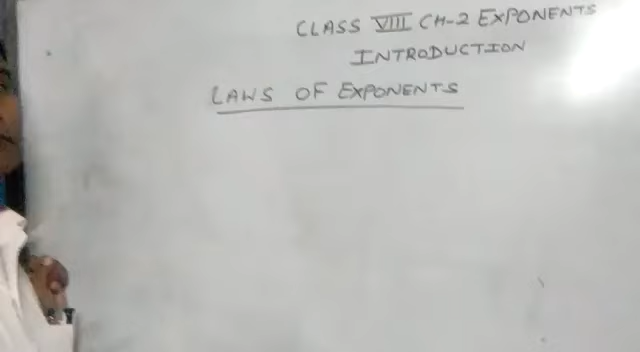 CLASS VIII CH-2 EXPONENTS
INTRODUCTION
LAWS OF EXPONENTS